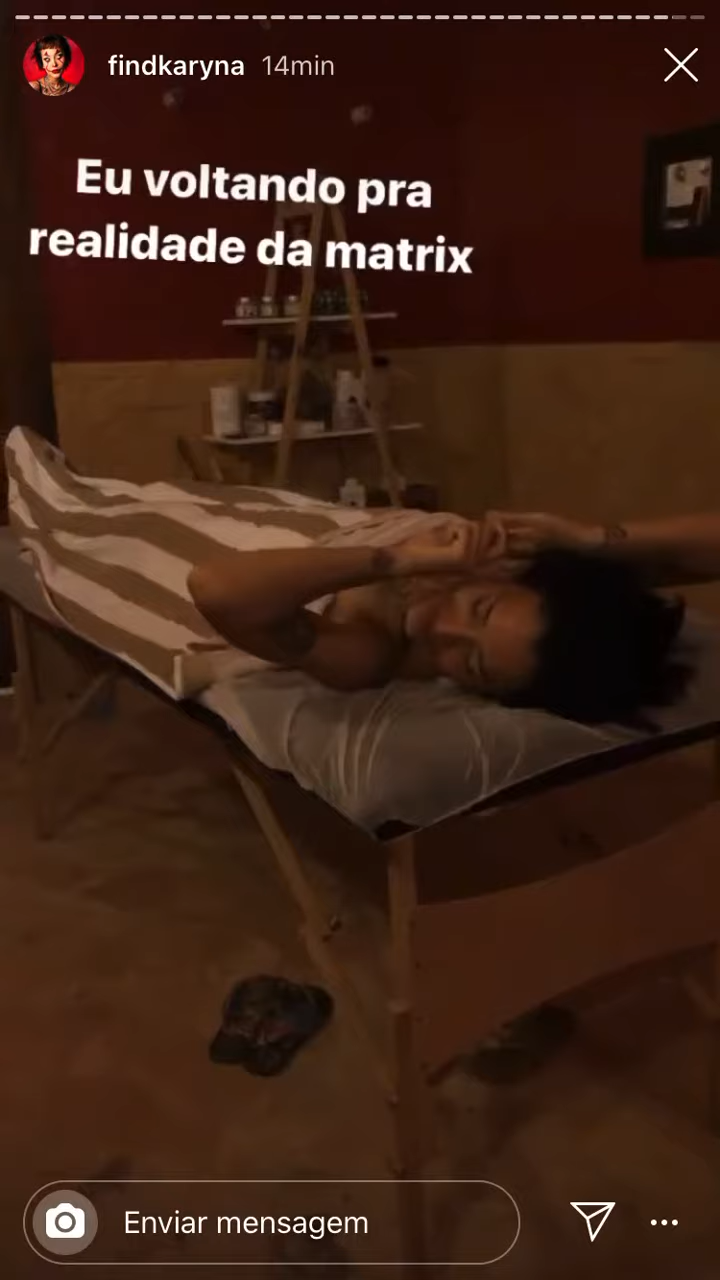 findkaryna 14min
Eu voltando pra
realidade da matrix
Enviar mensagem